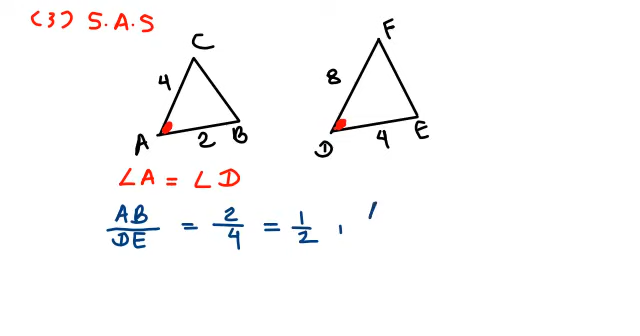 (3) S.A.S
C
F
4
8
A
2
B
D
4
E
∠A = ∠D
AB/DE = 2/4 = 1/2 ,